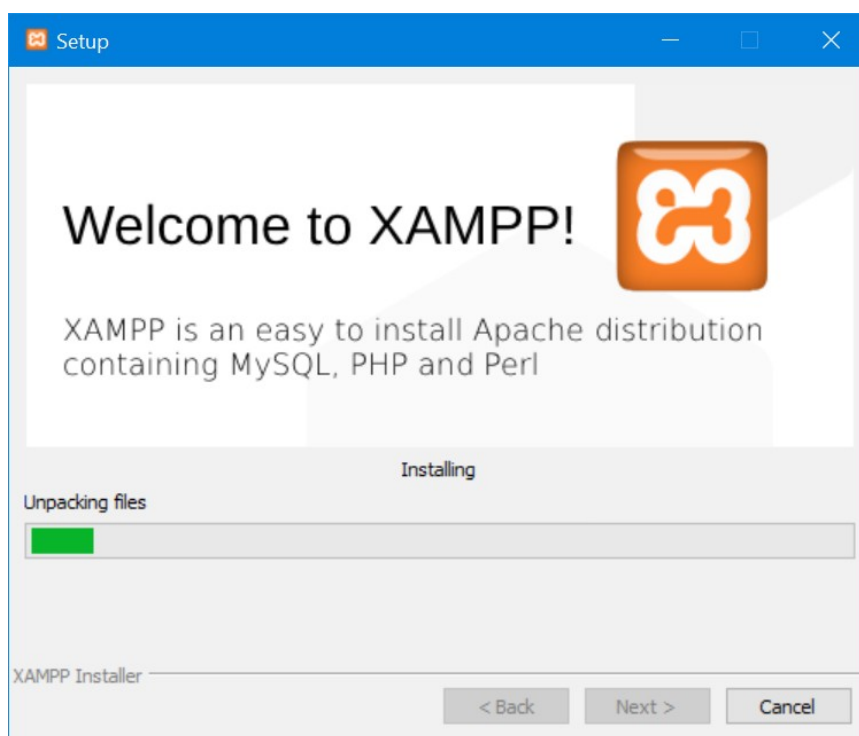 Setup
Welcome to XAMPP!
XAMPP is an easy to install Apache distribution
containing MySQL, PHP and Perl
Installing
Unpacking files
XAMPP Installer
< Back
Next >
Cancel